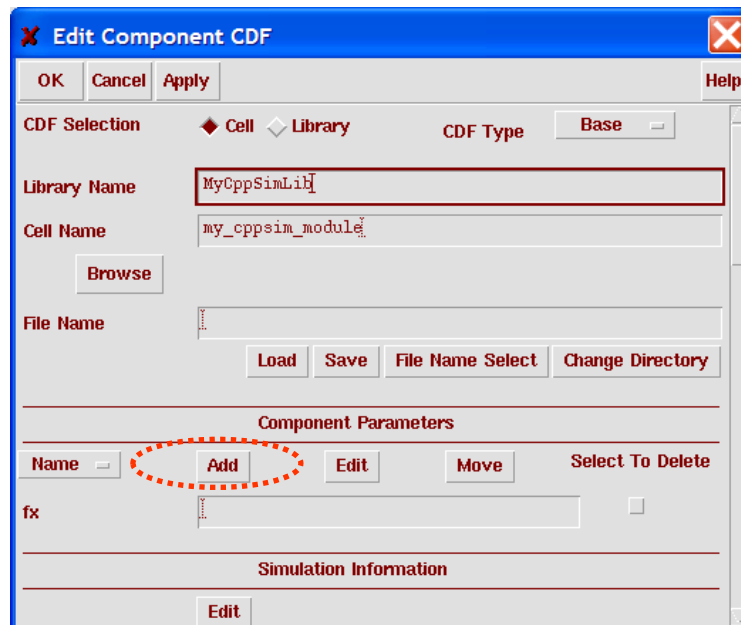 Edit Component CDF
OK Cancel Apply Help
CDF Selection Cell Library CDF Type Base
Library Name MyCppSimLib
Cell Name my_cppsim_module
Browse
File Name
Load Save File Name Select Change Directory
Component Parameters
Name Add Edit Move Select To Delete
fx
Simulation Information
Edit